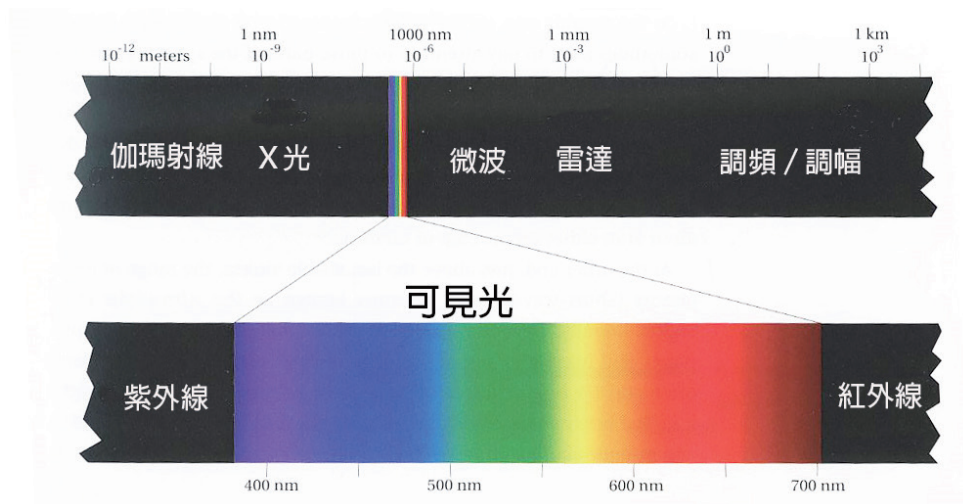 1 nm 1000 nm 1 mm 1 m 1 km
10-12 meters 10-9 10-6 10-3 100 103
伽瑪射線 X光 微波 雷達 調頻 / 調幅
可見光
紫外線 紅外線
400 nm 500 nm 600 nm 700 nm